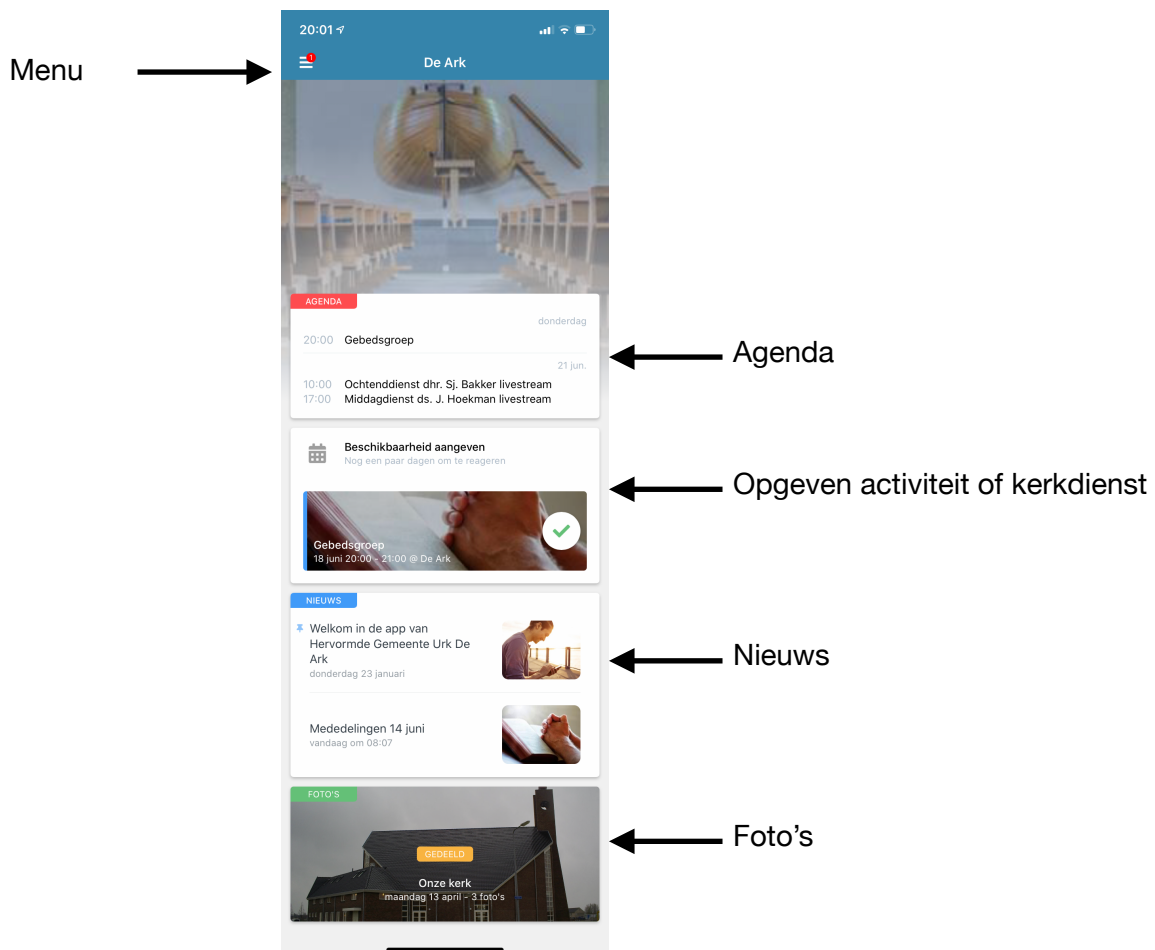 20:01
Menu
1
De Ark
AGENDA
donderdag
20:00 Gebedsgroep
21 jun.
10:00 Ochtenddienst dhr. Sj. Bakker livestream
17:00 Middagdienst ds. J. Hoekman livestream
Agenda
Beschikbaarheid aangeven
Nog een paar dagen om te reageren
Opgeven activiteit of kerkdienst
Gebedsgroep
18 juni 20:00 - 21:00 @ De Ark
NIEUWS
Welkom in de app van
Hervormde Gemeente Urk De
Ark
donderdag 23 januari
Nieuws
Mededelingen 14 juni
vandaag om 08:07
FOTO'S
GEDEELD
Onze kerk
maandag 13 april - 3 foto's
Foto’s